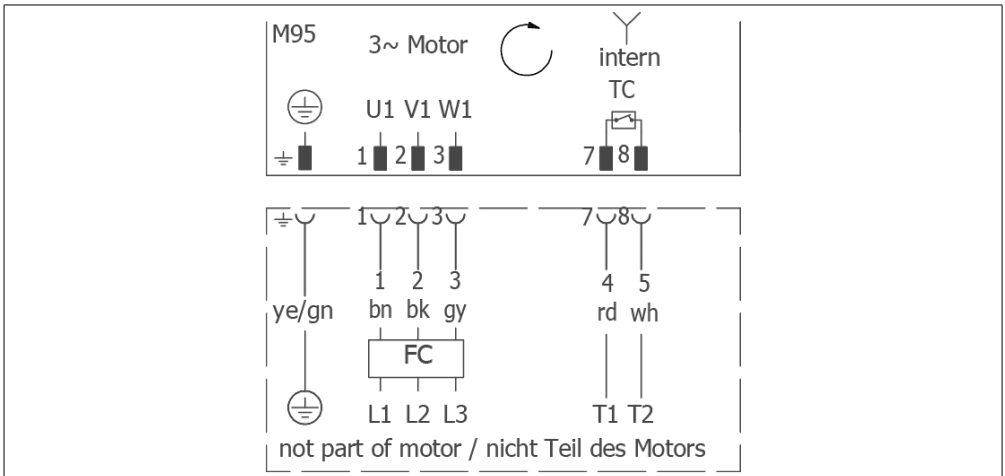 M95
3~ Motor
intern
TC
U1 V1 W1
1 2 3 7 8
1 2 3 7 8
1 2 3 4 5
ye/gn bn bk gy rd wh
FC
L1 L2 L3 T1 T2
not part of motor / nicht Teil des Motors